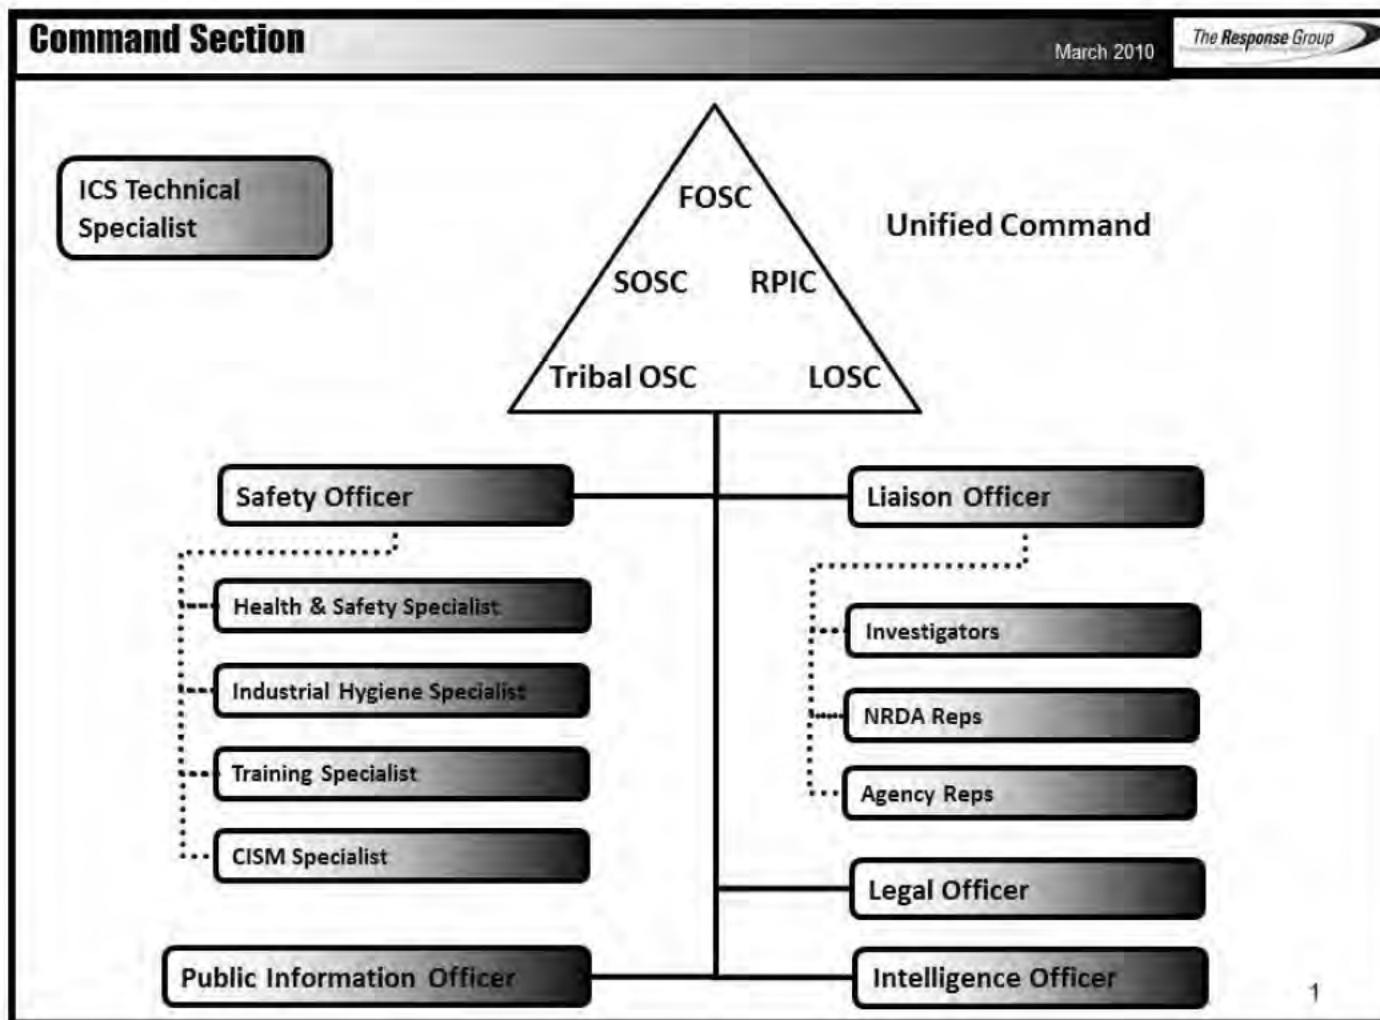 Command Section
March 2010
The Response Group
ICS Technical
Specialist
FOSC
Unified Command
SOSC RPIC
Tribal OSC LOSC
Safety Officer
Liaison Officer
Health & Safety Specialist
Investigators
Industrial Hygiene Specialist
NRDA Reps
Training Specialist
Agency Reps
CISM Specialist
Legal Officer
Public Information Officer
Intelligence Officer
1